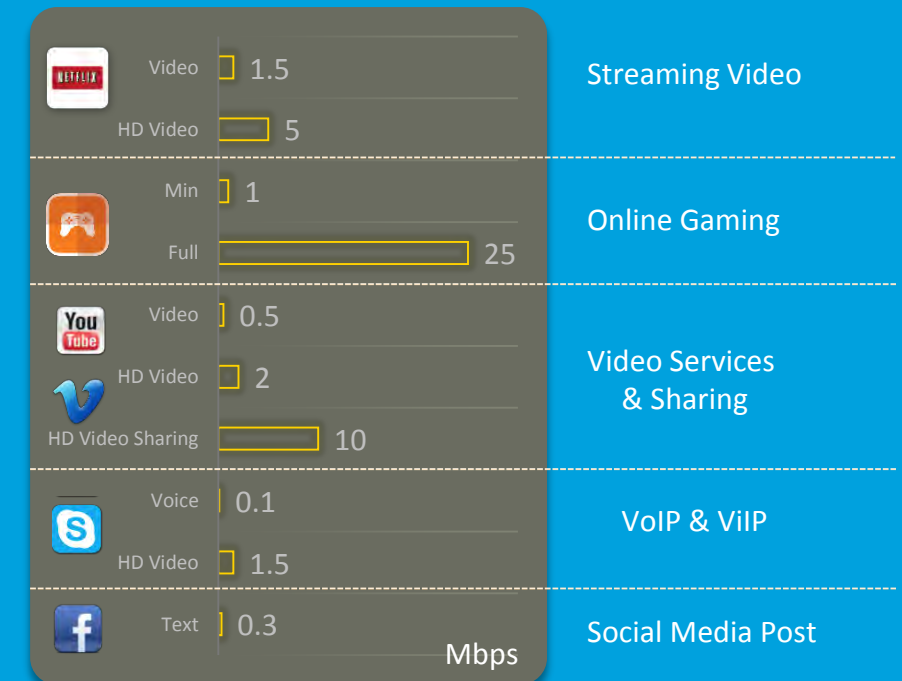 NETFLIX
Video 1.5
Streaming Video
HD Video 5
Min 1
Online Gaming
Full 25
You
Tube
Video 0.5
HD Video 2
Video Services
& Sharing
HD Video Sharing 10
Voice 0.1
S
VoIP & ViIP
HD Video 1.5
f
Text 0.3
Social Media Post
Mbps